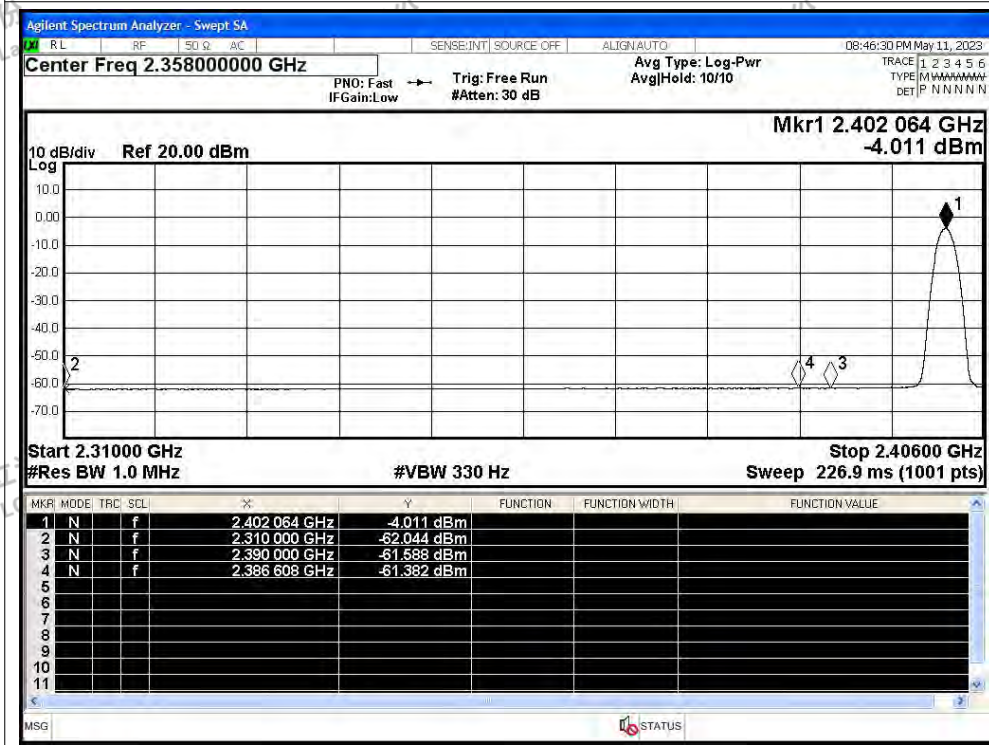 Agilent Spectrum Analyzer - Swept SA
RL RF 50 Ω AC SENSE:INT SOURCE OFF ALIGN AUTO 08:46:30 PM May 11, 2023
Center Freq 2.358000000 GHz
PNO: Fast
IFGain:Low
Trig: Free Run
#Atten: 30 dB
Avg Type: Log-Pwr
Avg|Hold: 10/10
TRACE 1 2 3 4 5 6
TYPE M WWWWW
DET P N N N N N
Mkr1 2.402 064 GHz
-4.011 dBm
10 dB/div Ref 20.00 dBm
Log
10.0
0.00
-10.0
-20.0
-30.0
-40.0
-50.0
-60.0
-70.0
1
2
4 3
Start 2.31000 GHz Stop 2.40600 GHz
#Res BW 1.0 MHz #VBW 330 Hz Sweep 226.9 ms (1001 pts)
MKR MODE TRC SCL X Y FUNCTION FUNCTION WIDTH FUNCTION VALUE
1 N f 2.402 064 GHz -4.011 dBm
2 N f 2.310 000 GHz -62.044 dBm
3 N f 2.390 000 GHz -61.588 dBm
4 N f 2.386 608 GHz -61.382 dBm
5
6
7
8
9
10
11
MSG STATUS